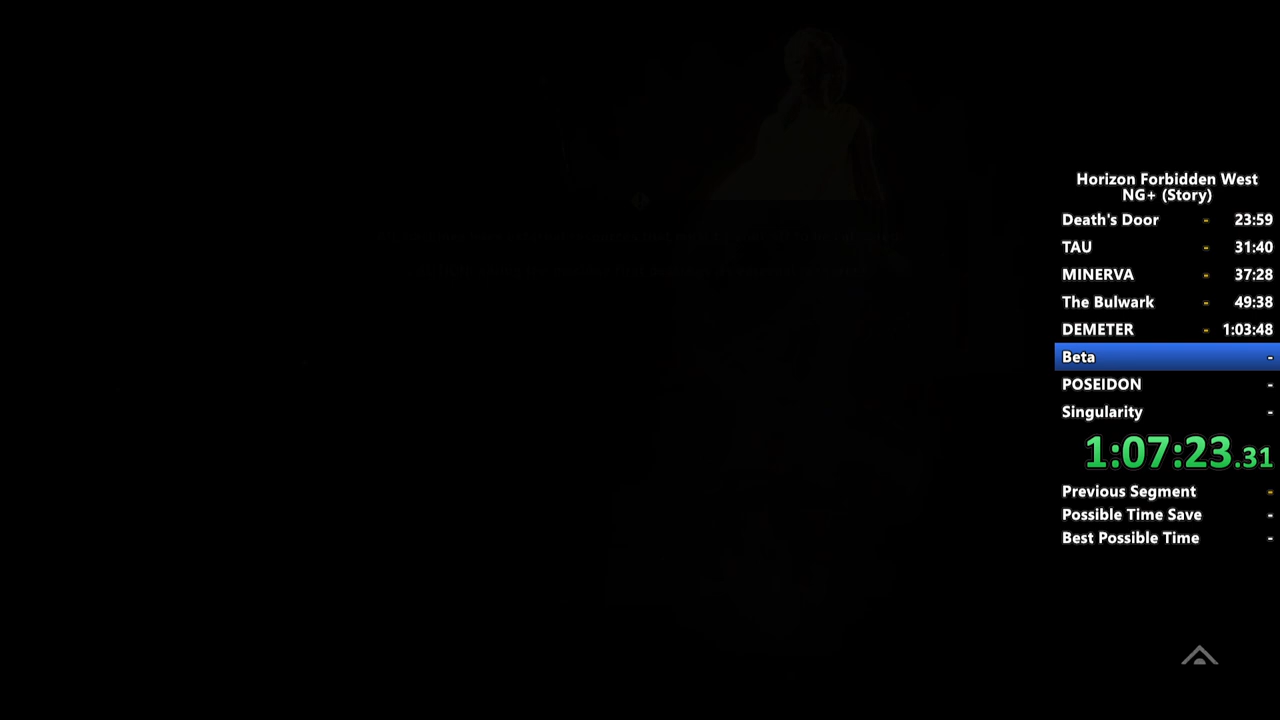 Horizon Forbidden West
NG+ (Story)
Death's Door - 23:59
TAU - 31:40
MINERVA - 37:28
The Bulwark - 49:38
DEMETER - 1:03:48
Beta -
POSEIDON -
Singularity -
1:07:23.31
Previous Segment -
Possible Time Save -
Best Possible Time -